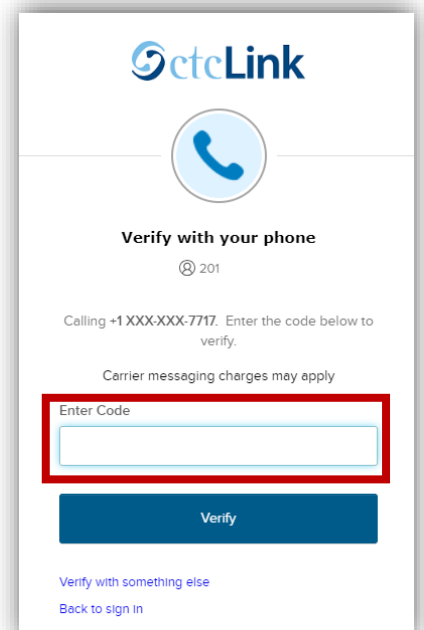 ctcLink
Verify with your phone
201
Calling +1 XXX-XXX-7717. Enter the code below to
verify.
Carrier messaging charges may apply
Enter Code
Verify
Verify with something else
Back to sign in